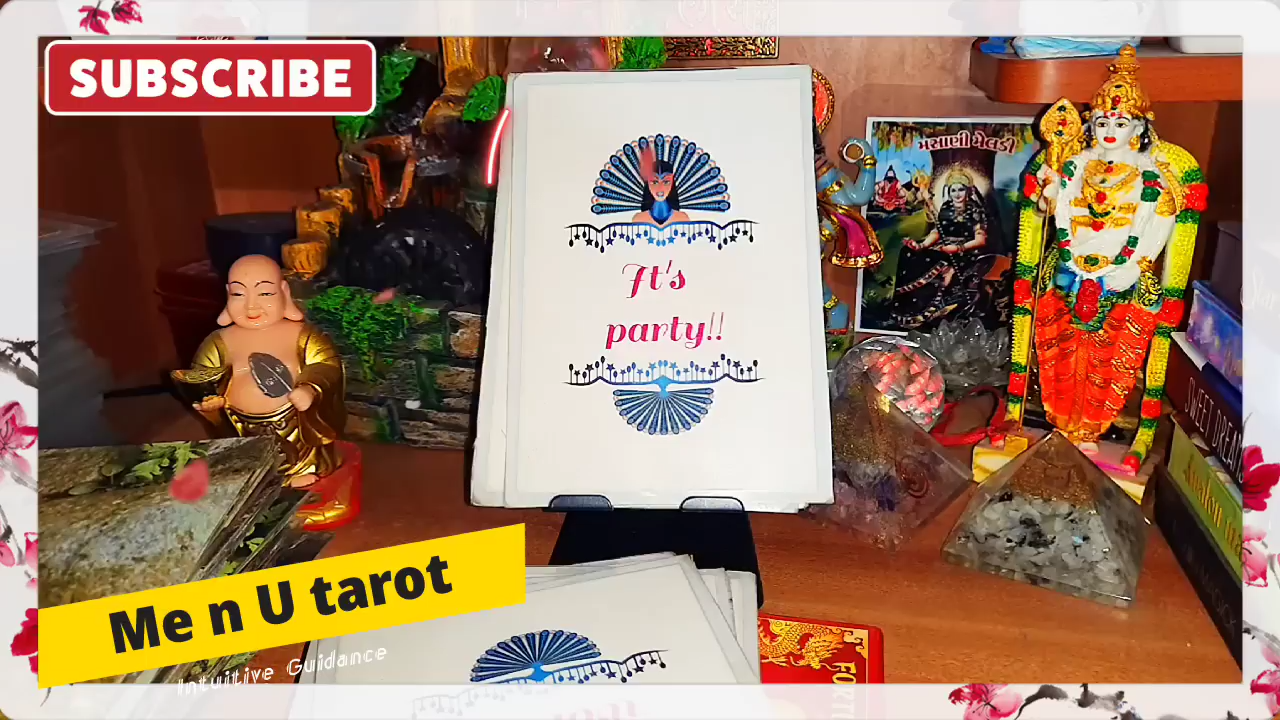 SUBSCRIBE
મસાણી મેલડી
It's
party!!
SWEET DREAMS
Me n U tarot
Intuitive Guidance